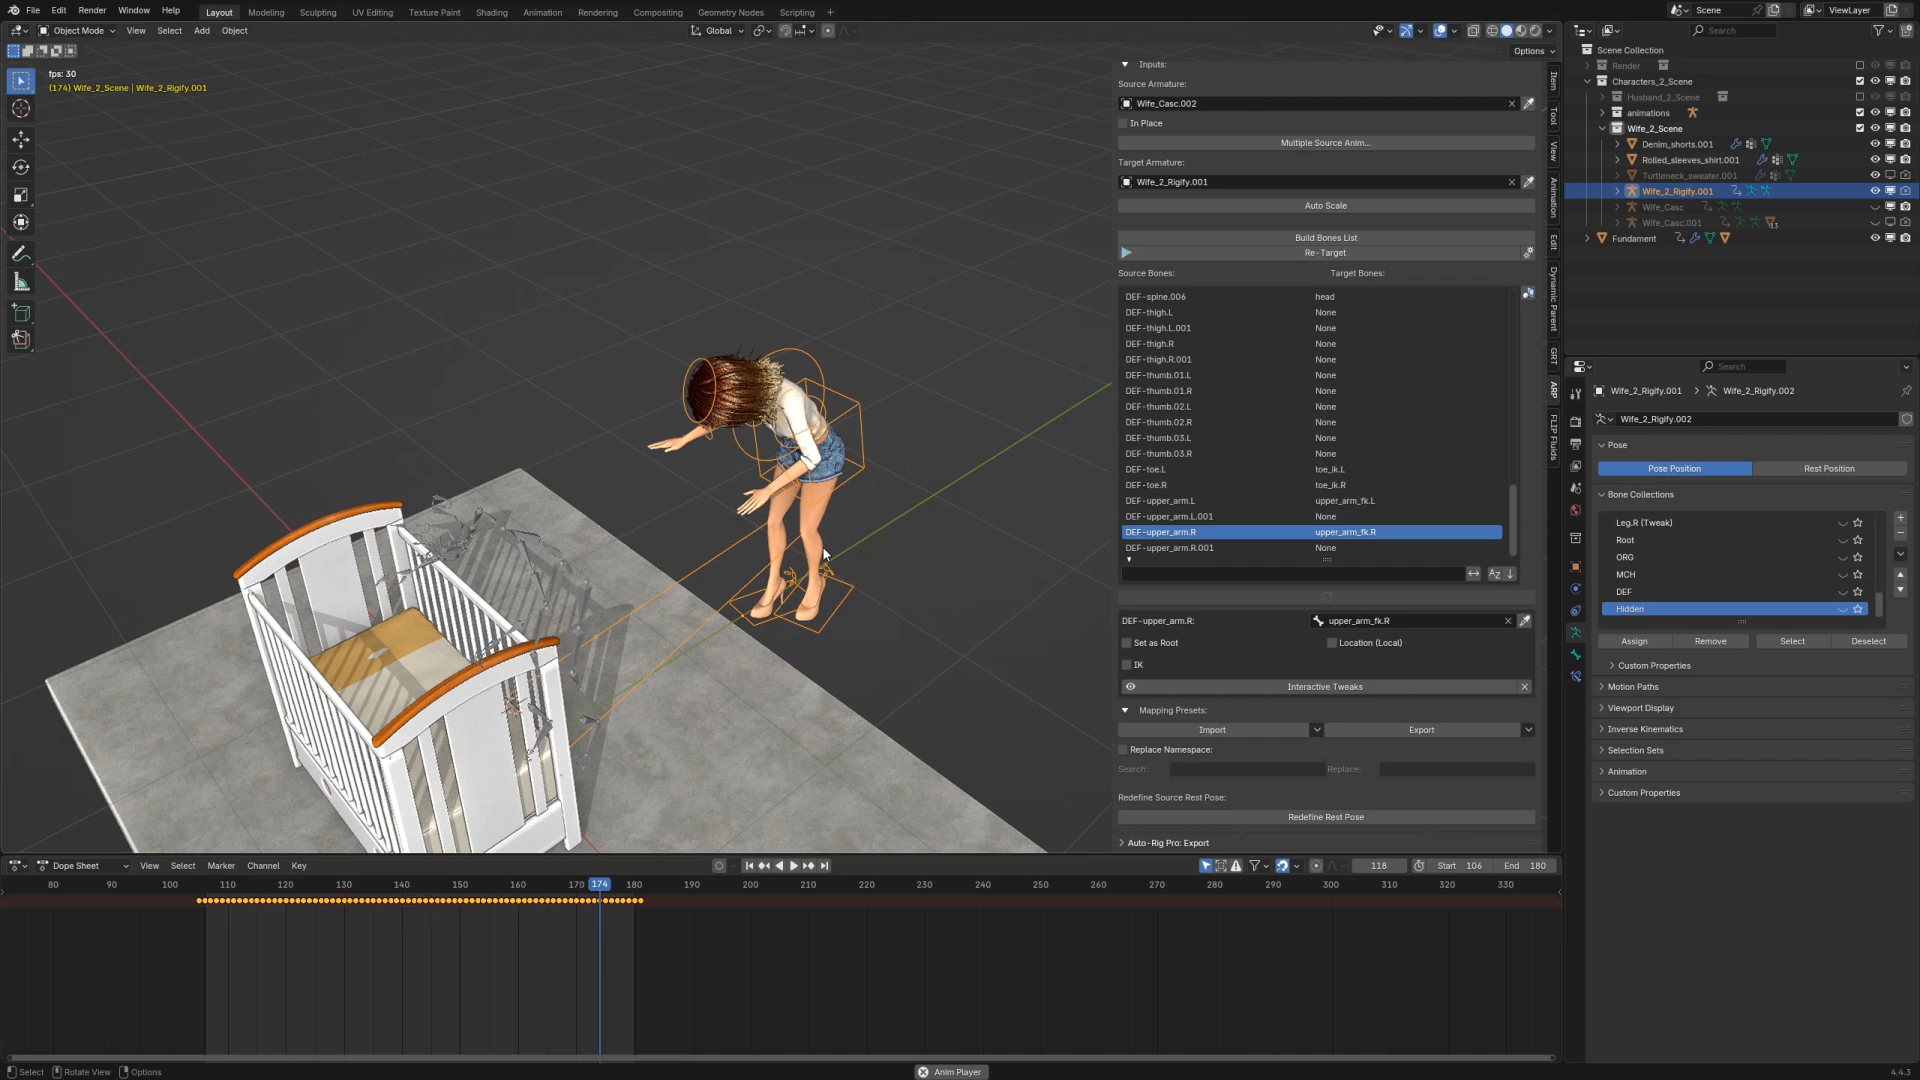 File Edit Render Window Help Layout Modeling Sculpting UV Editing Texture Paint Shading Animation Rendering Compositing Geometry Nodes Scripting + Scene ViewLayer
Object Mode View Select Add Object Global Search
Options
fps: 30
(174) Wife_2_Scene | Wife_2_Rigify.001
Inputs:
Source Armature:
Wife_Casc.002
In Place
Multiple Source Anim...
Target Armature:
Wife_2_Rigify.001
Auto Scale
Build Bones List
Re-Target
Source Bones: Target Bones:
DEF-spine.006 head
DEF-thigh.L None
DEF-thigh.L.001 None
DEF-thigh.R None
DEF-thigh.R.001 None
DEF-thumb.01.L None
DEF-thumb.01.R None
DEF-thumb.02.L None
DEF-thumb.02.R None
DEF-thumb.03.L None
DEF-thumb.03.R None
DEF-toe.L toe_ik.L
DEF-toe.R toe_ik.R
DEF-upper_arm.L upper_arm_fk.L
DEF-upper_arm.L.001 None
DEF-upper_arm.R upper_arm_fk.R
DEF-upper_arm.R.001 None
DEF-upper_arm.R: upper_arm_fk.R
Set as Root Location (Local)
IK
Interactive Tweaks
Mapping Presets:
Import Export
Replace Namespace:
Search: Replace:
Redefine Source Rest Pose:
Redefine Rest Pose
Auto-Rig Pro: Export
Item
Tool
View
Animation
Edit
Dynamic Parent
GRT
ARP
FLIP Fluids
Scene Collection
Render
Characters_2_Scene
Husband_2_Scene
animations
Wife_2_Scene
Denim_shorts.001
Rolled_sleeves_shirt.001
Turtleneck_sweater.001
Wife_2_Rigify.001
Wife_Casc
Wife_Casc.001 13
Fundament
Search
Wife_2_Rigify.001 Wife_2_Rigify.002
Wife_2_Rigify.002
Pose
Pose Position Rest Position
Bone Collections
Leg.R (Tweak)
Root
ORG
MCH
DEF
Hidden
Assign Remove Select Deselect
Custom Properties
Motion Paths
Viewport Display
Inverse Kinematics
Selection Sets
Animation
Custom Properties
Dope Sheet View Select Marker Channel Key 118 Start 106 End 180
80 90 100 110 120 130 140 150 160 170 174 180 190 200 210 220 230 240 250 260 270 280 290 300 310 320 330
Select Rotate View Options Anim Player 4.4.3